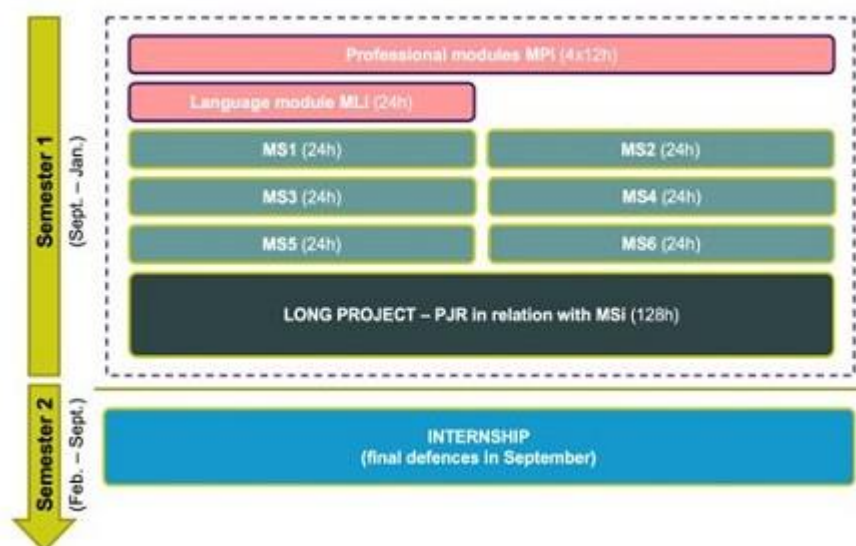 Semester 1
(Sept. – Jan.)
Professional modules MPI (4x12h)
Language module MLI (24h)
MS1 (24h)
MS2 (24h)
MS3 (24h)
MS4 (24h)
MS5 (24h)
MS6 (24h)
LONG PROJECT – PJR in relation with MSi (128h)
Semester 2
(Feb. – Sept.)
INTERNSHIP
(final defences in September)